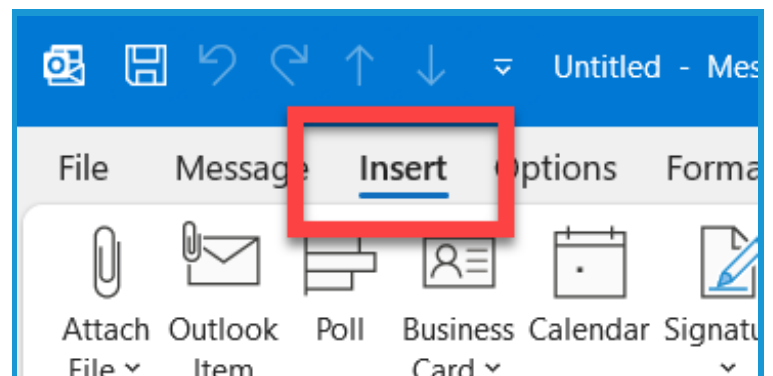 Untitled - Mes
File Message Insert Options Forma
Attach Outlook Poll Business Calendar Signatu
File Item Card